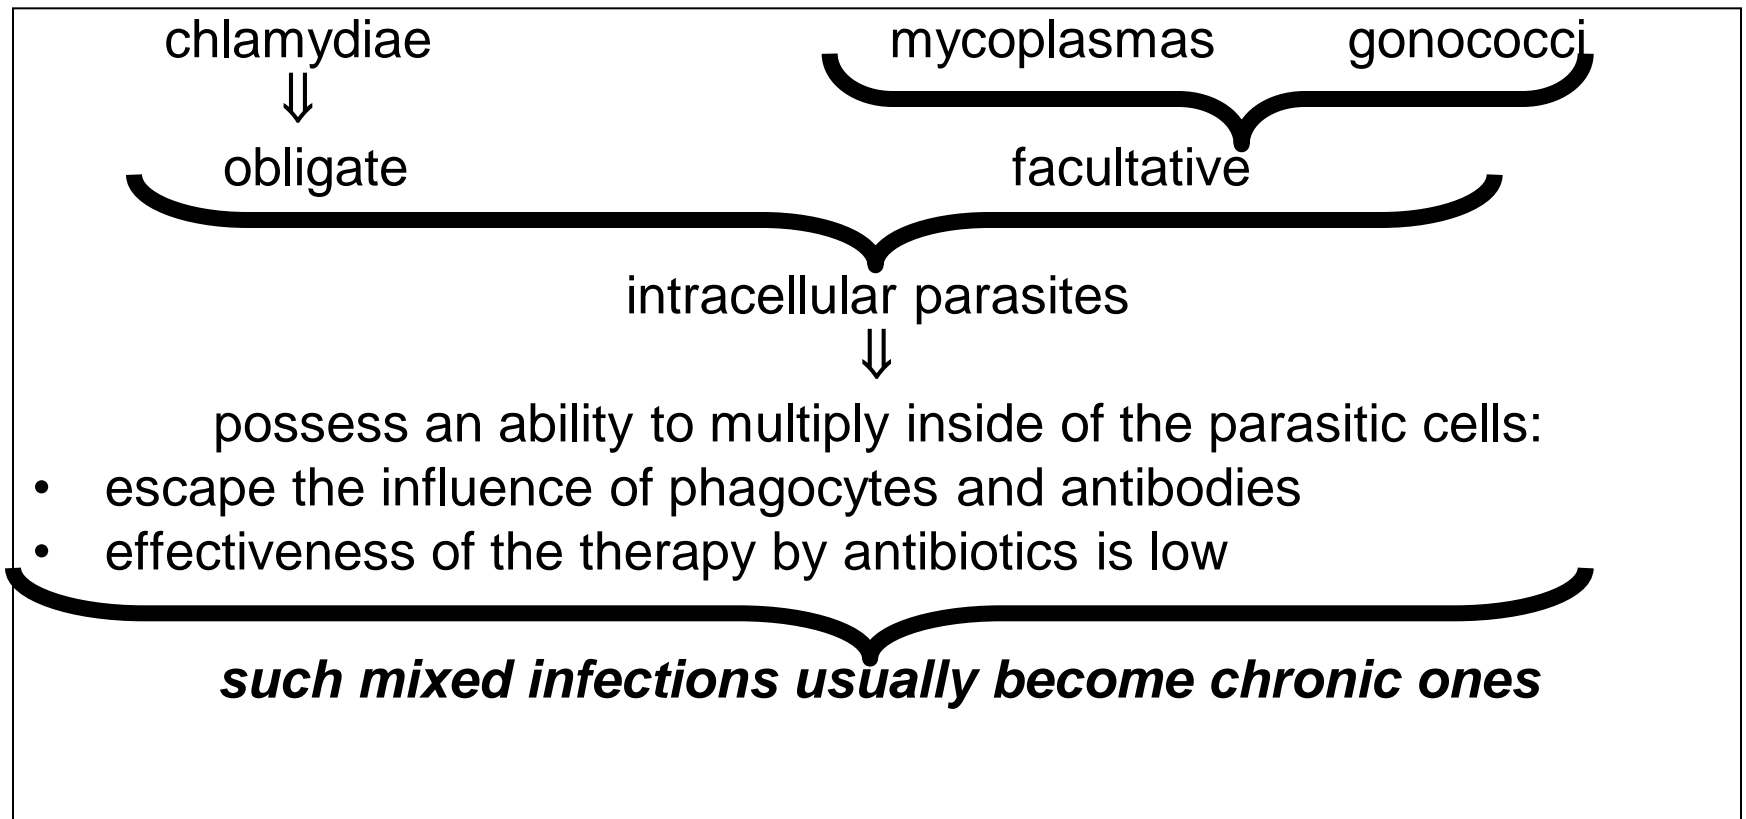 chlamydiae mycoplasmas gonococci
⇓
obligate facultative
intracellular parasites
⇓
possess an ability to multiply inside of the parasitic cells:
• escape the influence of phagocytes and antibodies
• effectiveness of the therapy by antibiotics is low
such mixed infections usually become chronic ones